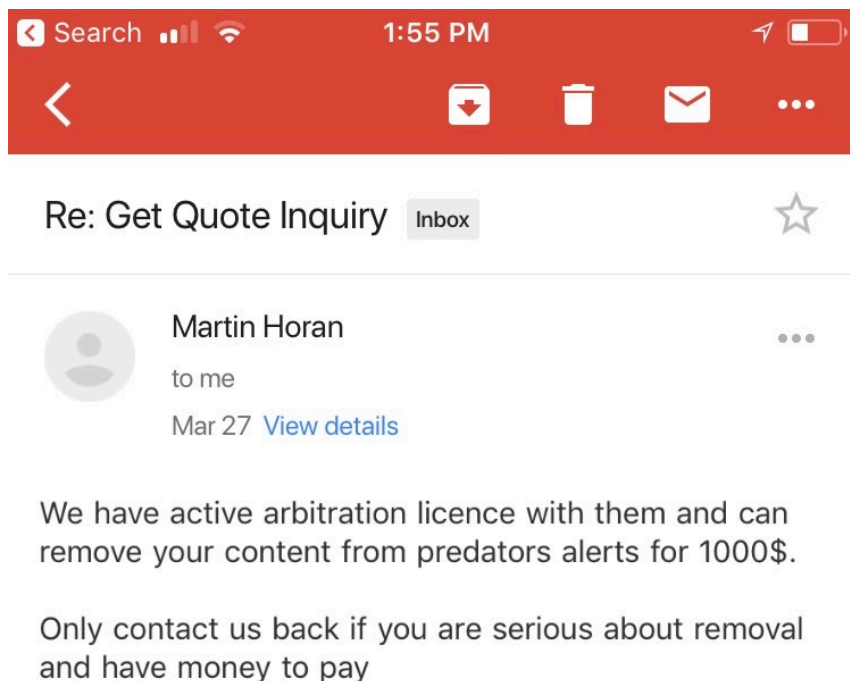 Search 1:55 PM
Re: Get Quote Inquiry Inbox
Martin Horan
to me
Mar 27 View details
We have active arbitration licence with them and can
remove your content from predators alerts for 1000$.
Only contact us back if you are serious about removal
and have money to pay